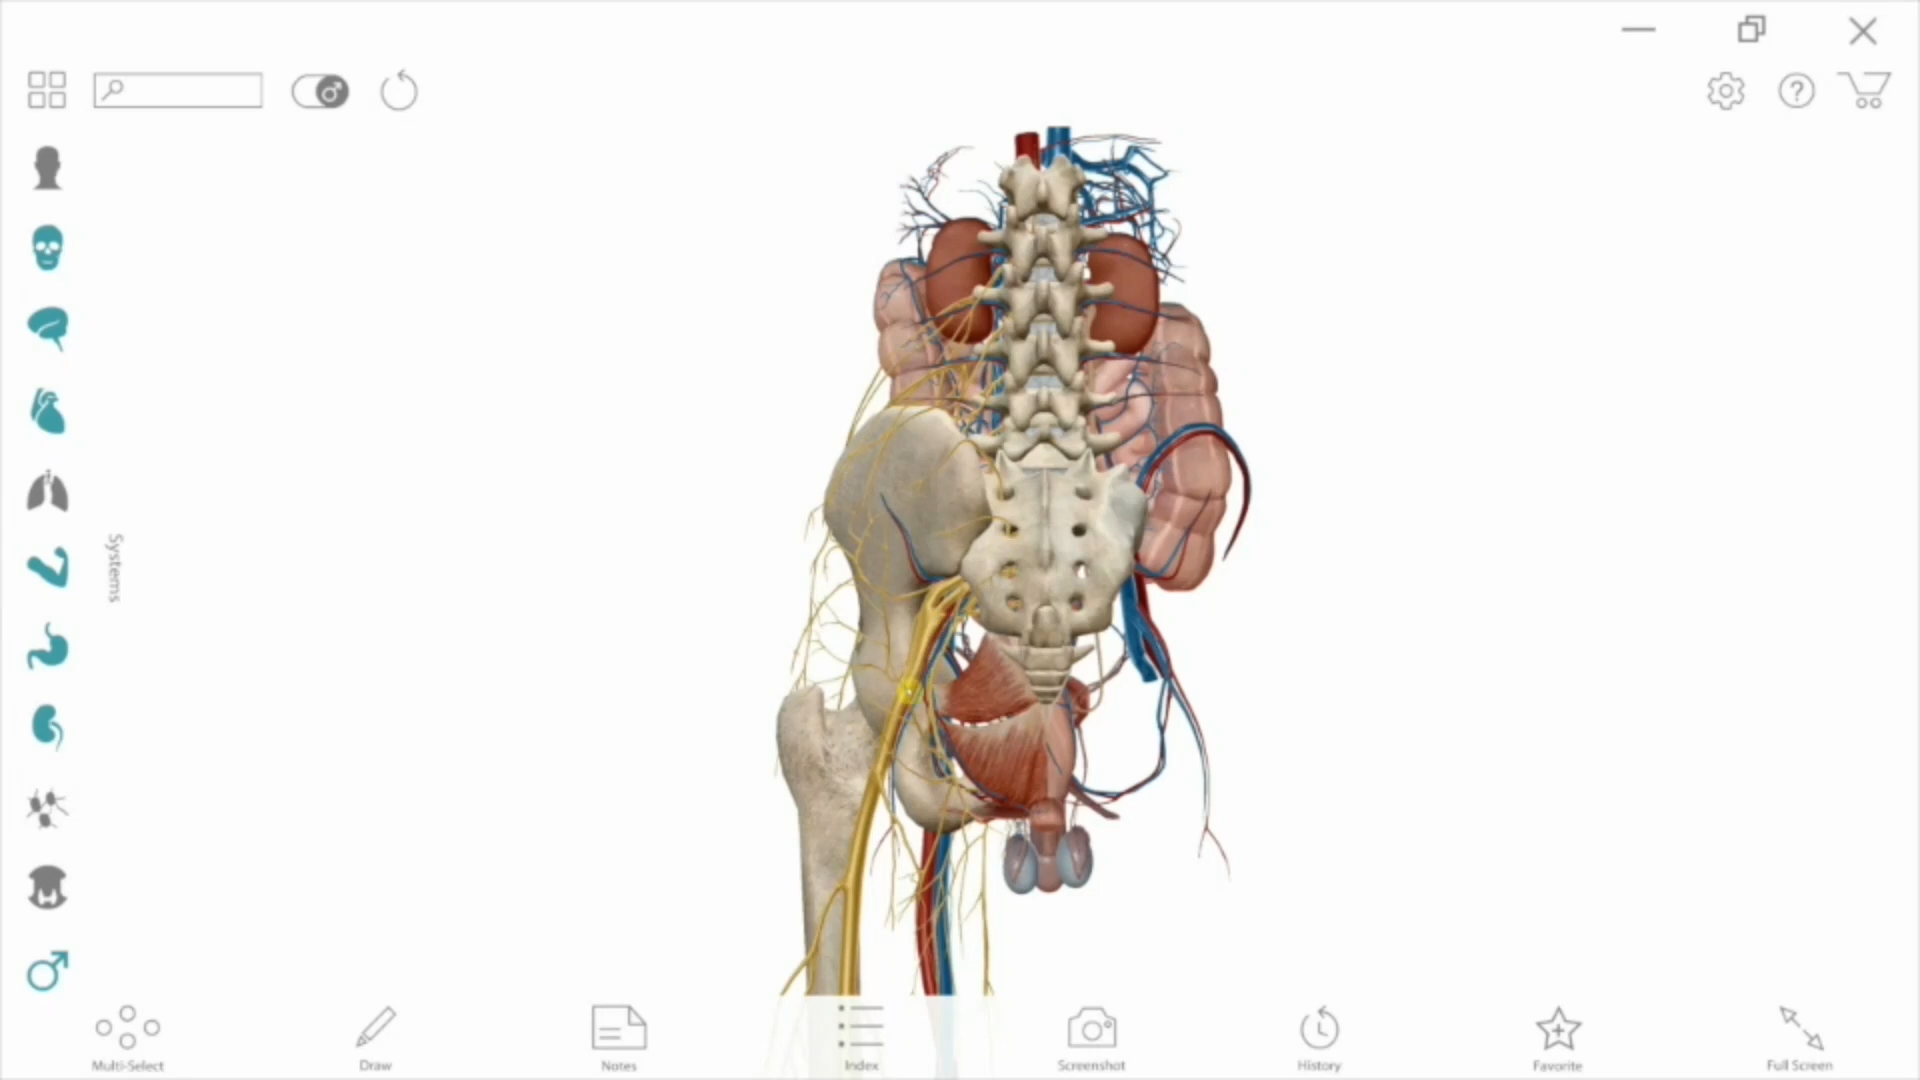 Systems
Multi-Select
Draw
Notes
Index
Screenshot
History
Favorite
Full Screen